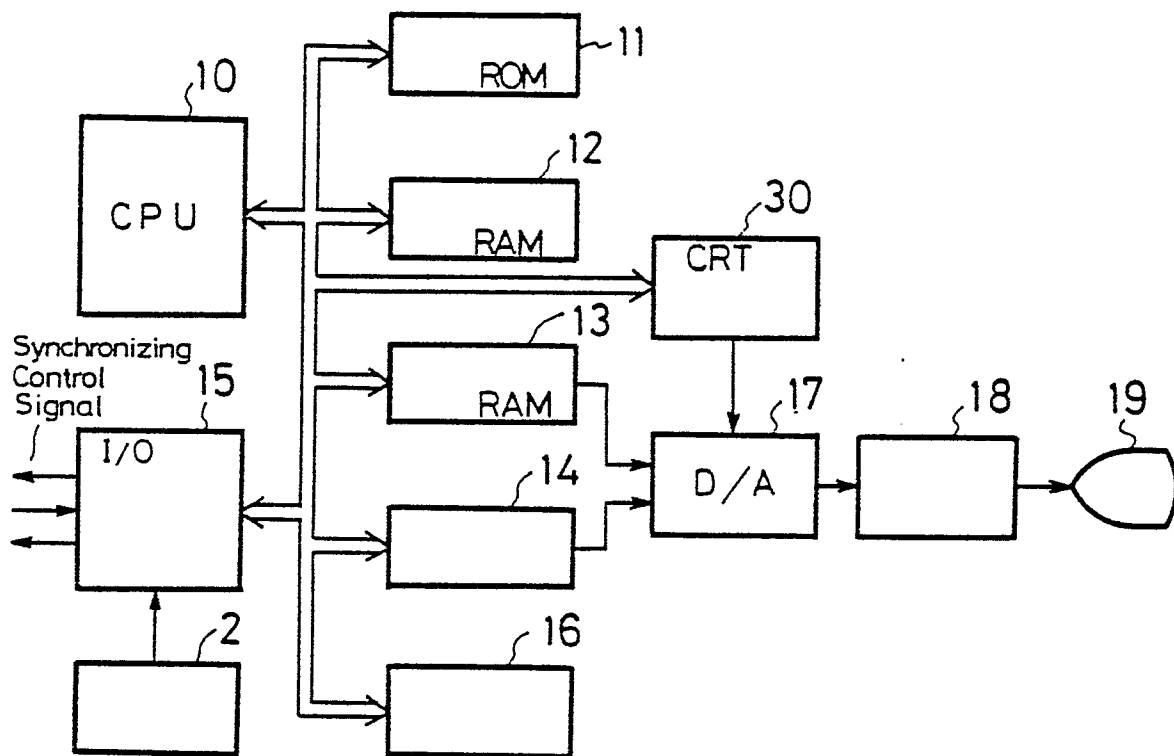 11
ROM
10
CPU
12
RAM
30
CRT
13
RAM
Synchronizing
Control
Signal
15
I/O
17
D/A
18
19
14
2
16